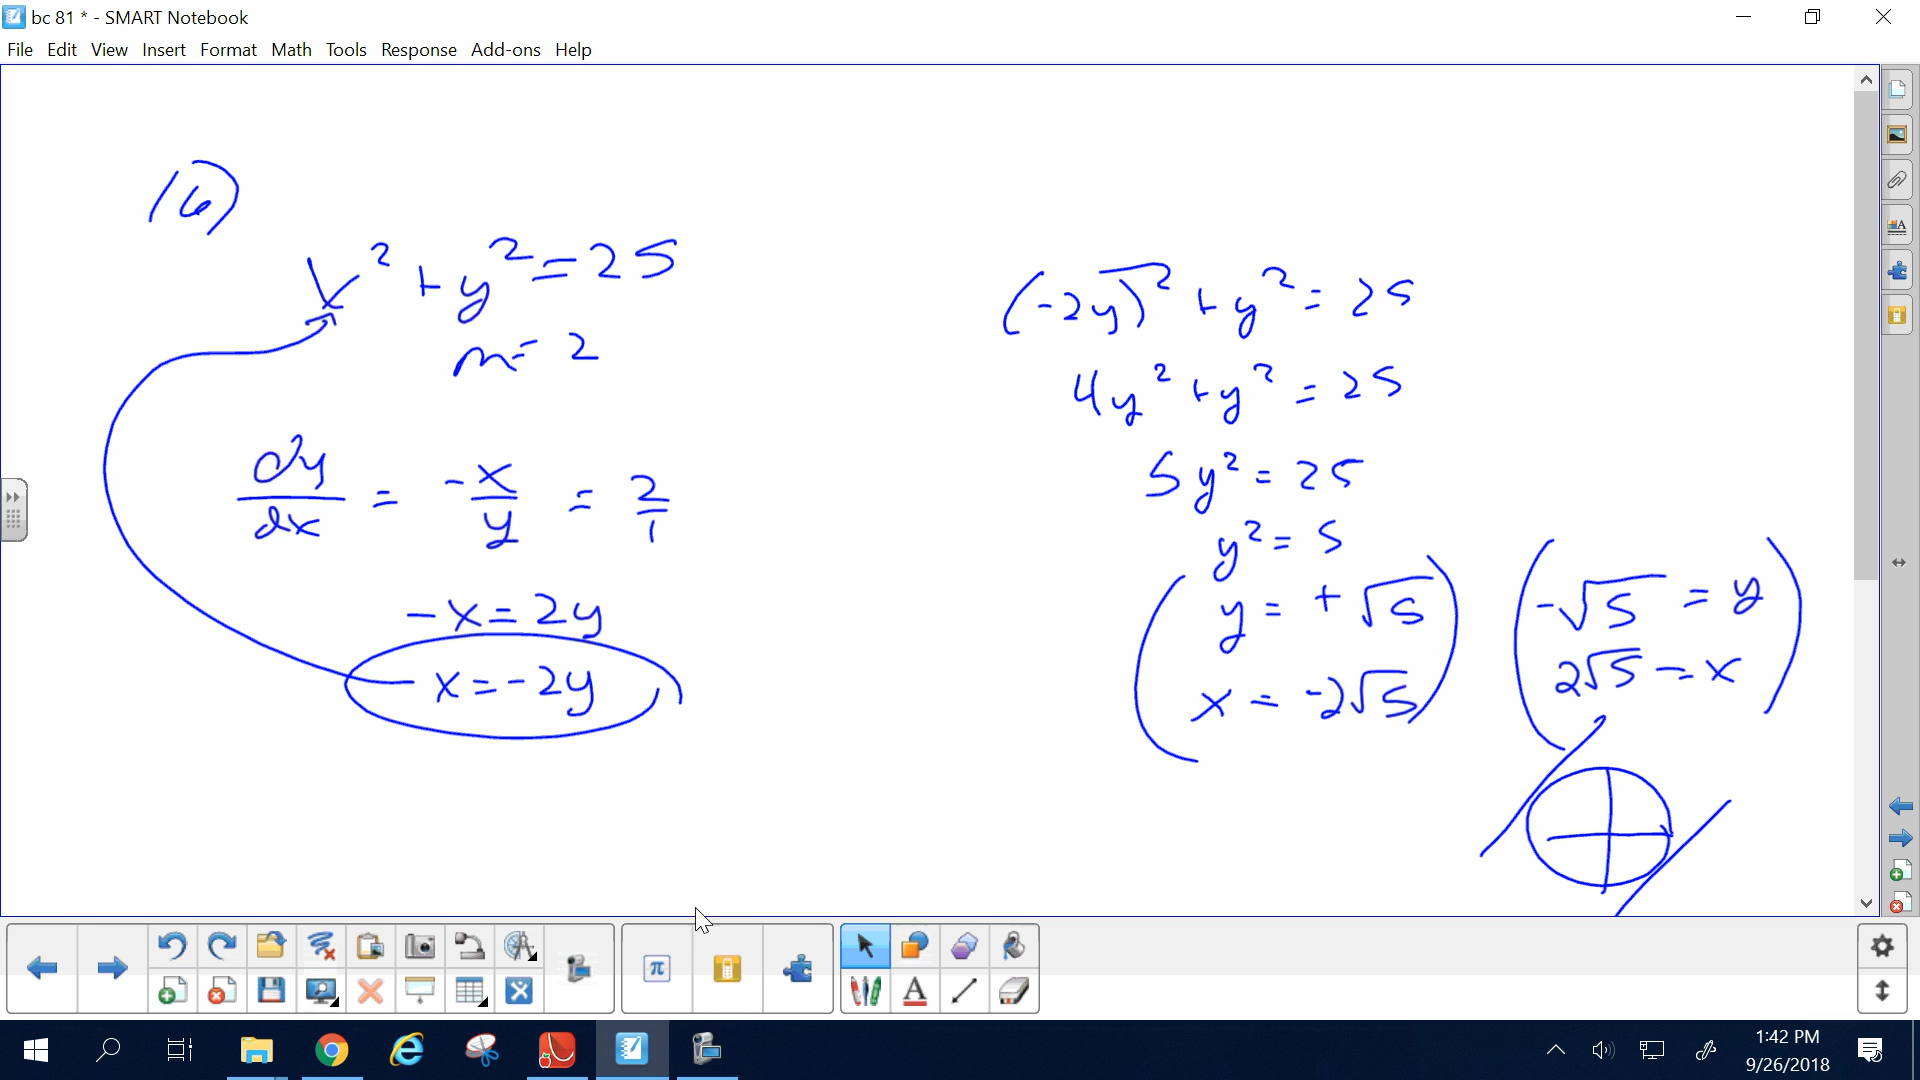 bc 81 * - SMART Notebook
File Edit View Insert Format Math Tools Response Add-ons Help
16)
x² + y² = 25
m = 2
dy/dx = -x/y = 2/1
-x = 2y
x = -2y
(-2y)² + y² = 25
4y² + y² = 25
5y² = 25
y² = 5
y = +√5
x = -2√5
-√5 = y
2√5 = x
π
A
1:42 PM
9/26/2018